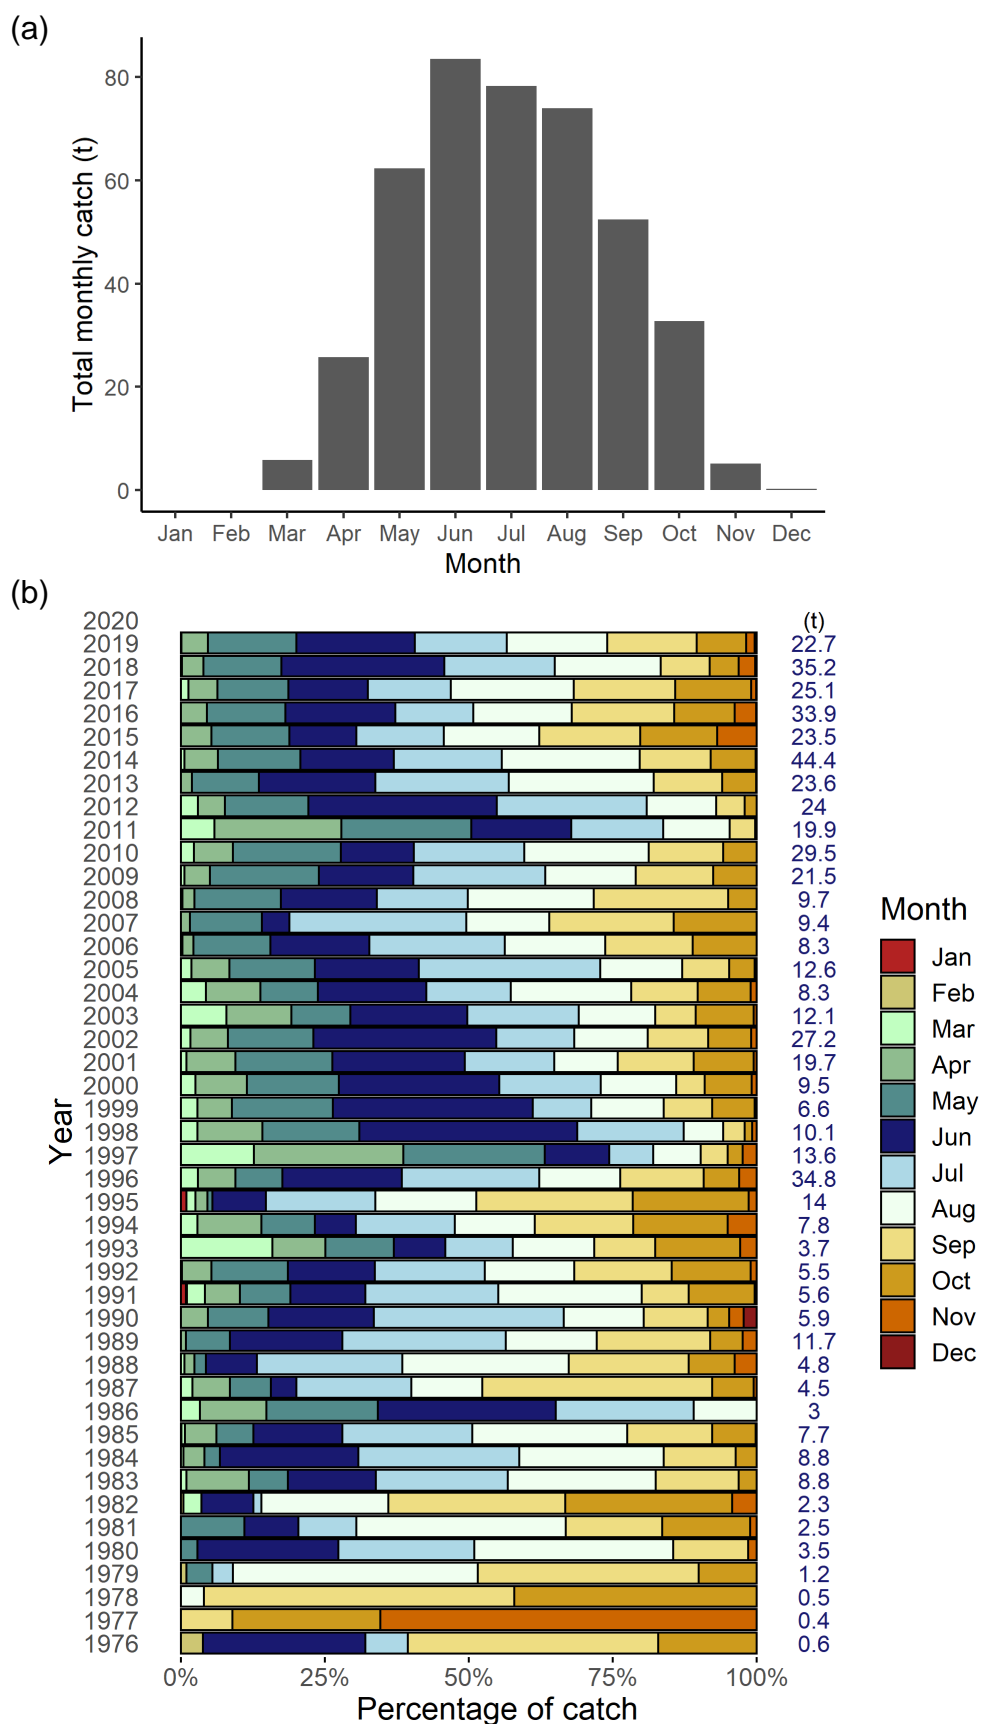 (a)
Total monthly catch (t)
80
60
40
20
0
Jan Feb Mar Apr May Jun Jul Aug Sep Oct Nov Dec
Month
(b)
Year
2020 (t)
2019 22.7
2018 35.2
2017 25.1
2016 33.9
2015 23.5
2014 44.4
2013 23.6
2012 24
2011 19.9
2010 29.5
2009 21.5
2008 9.7
2007 9.4
2006 8.3
2005 12.6
2004 8.3
2003 12.1
2002 27.2
2001 19.7
2000 9.5
1999 6.6
1998 10.1
1997 13.6
1996 34.8
1995 14
1994 7.8
1993 3.7
1992 5.5
1991 5.6
1990 5.9
1989 11.7
1988 4.8
1987 4.5
1986 3
1985 7.7
1984 8.8
1983 8.8
1982 2.3
1981 2.5
1980 3.5
1979 1.2
1978 0.5
1977 0.4
1976 0.6
0% 25% 50% 75% 100%
Percentage of catch
Month
Jan
Feb
Mar
Apr
May
Jun
Jul
Aug
Sep
Oct
Nov
Dec